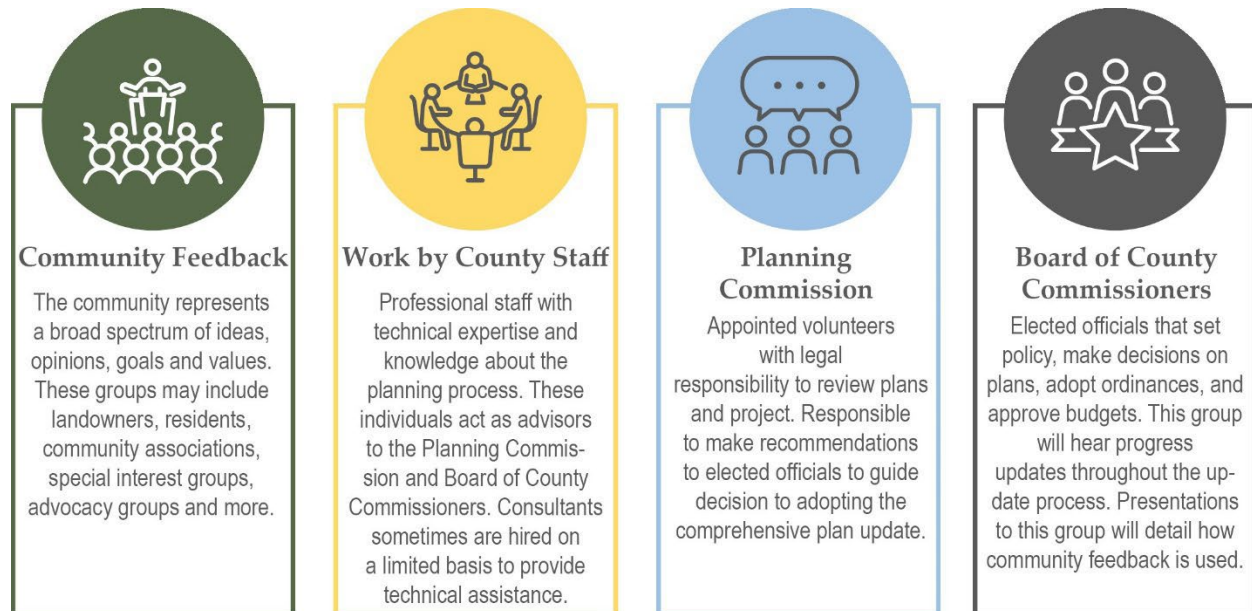 Community Feedback
The community represents
a broad spectrum of ideas,
opinions, goals and values.
These groups may include
landowners, residents,
community associations,
special interest groups,
advocacy groups and more.
Work by County Staff
Professional staff with
technical expertise and
knowledge about the
planning process. These
individuals act as advisors
to the Planning Commis-
sion and Board of County
Commissioners. Consultants
sometimes are hired on
a limited basis to provide
technical assistance.
Planning
Commission
Appointed volunteers
with legal
responsibility to review plans
and project. Responsible
to make recommendations
to elected officials to guide
decision to adopting the
comprehensive plan update.
Board of County
Commissioners
Elected officials that set
policy, make decisions on
plans, adopt ordinances, and
approve budgets. This group
will hear progress
updates throughout the up-
date process. Presentations
to this group will detail how
community feedback is used.